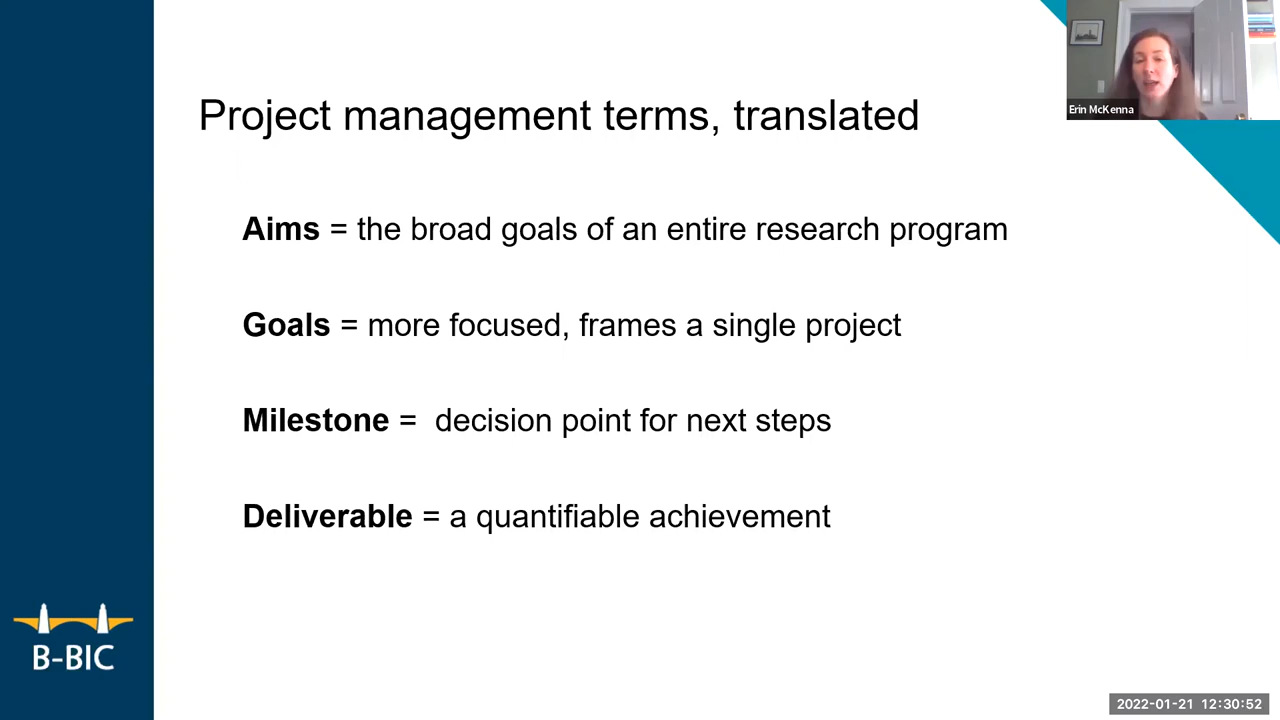 Project management terms, translated
Erin McKenna
Aims = the broad goals of an entire research program
Goals = more focused, frames a single project
Milestone =  decision point for next steps
Deliverable = a quantifiable achievement
B-BIC
2022-01-21 12:30:52